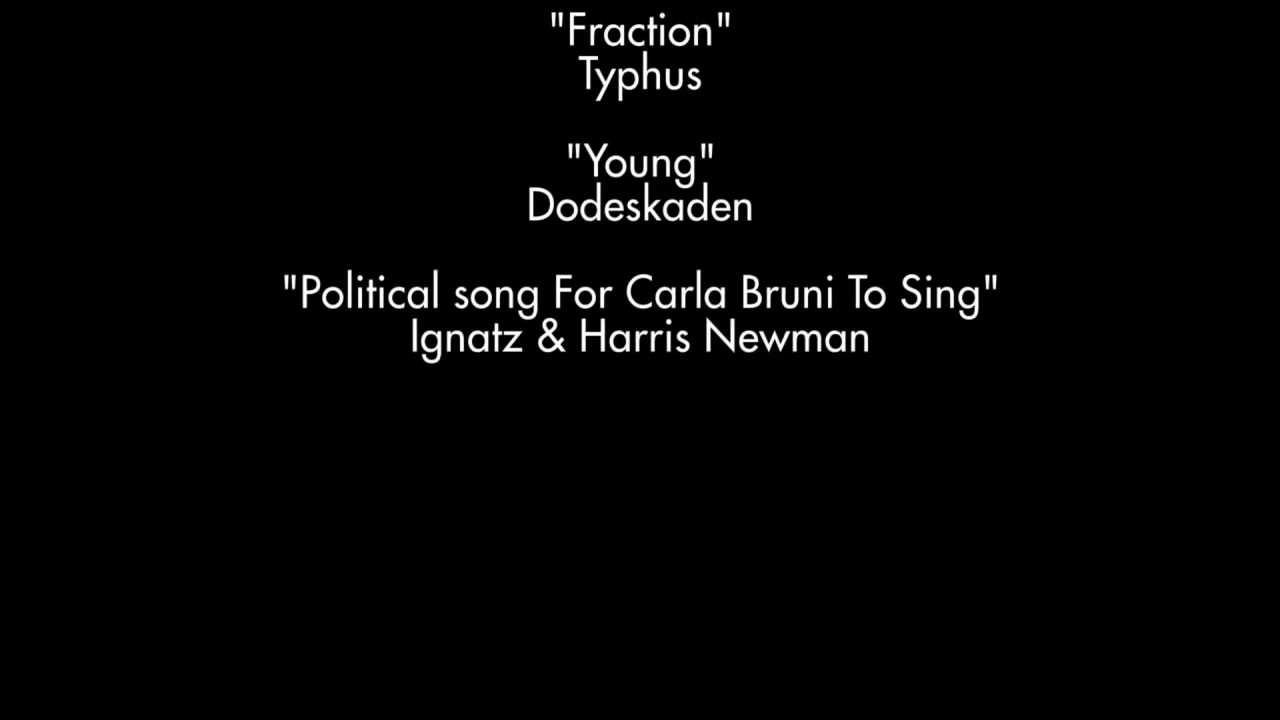 "Fraction"
Typhus
"Young"
Dodeskaden
"Political song For Carla Bruni To Sing"
Ignatz & Harris Newman